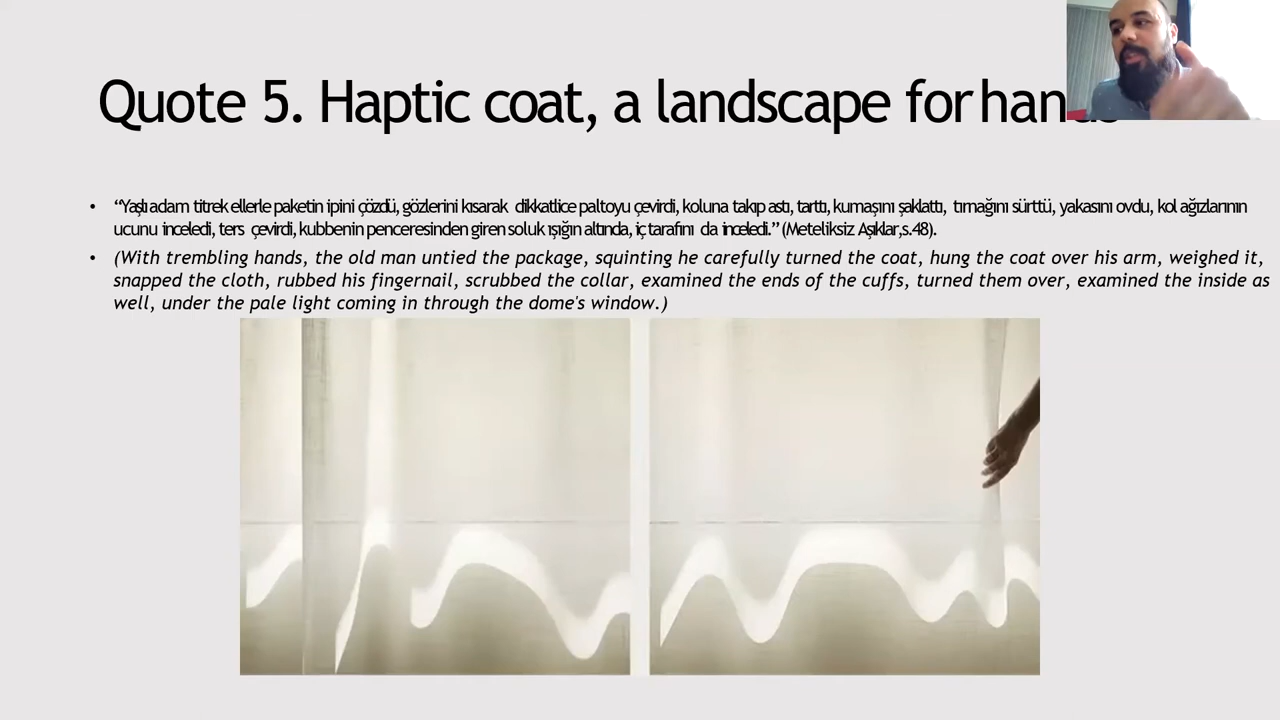 Quote 5. Haptic coat, a landscape for hands
• “Yaşlı adam titrek ellerle paketin ipini çözdü, gözlerini kısarak dikkatlice paltoyu çevirdi, koluna takıp astı, tarttı, kumaşını şaklattı, tırnağını sürttü, yakasını ovdu, kol ağızlarının
ucunu inceledi, ters çevirdi, kubbenin penceresinden giren soluk ışığın altında, iç tarafını da inceledi.” (Meteliksiz Aşıklar,s.48).
• (With trembling hands, the old man untied the package, squinting he carefully turned the coat, hung the coat over his arm, weighed it,
snapped the cloth, rubbed his fingernail, scrubbed the collar, examined the ends of the cuffs, turned them over, examined the inside as
well, under the pale light coming in through the dome's window.)